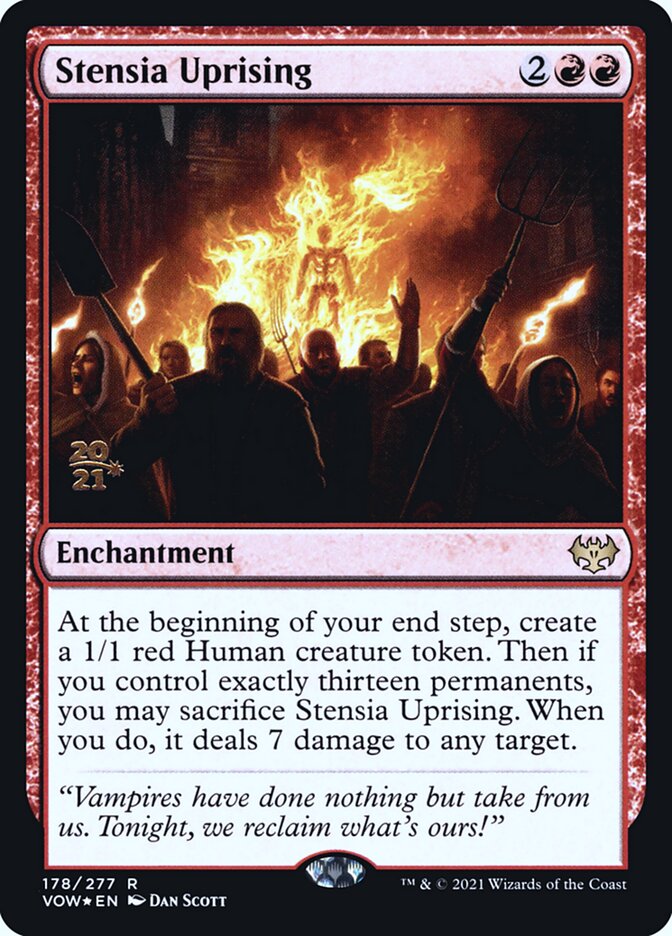 Stensia Uprising 2
20
21
Enchantment
At the beginning of your end step, create
a 1/1 red Human creature token. Then if
you control exactly thirteen permanents,
you may sacrifice Stensia Uprising. When
you do, it deals 7 damage to any target.
“Vampires have done nothing but take from
us. Tonight, we reclaim what’s ours!”
178/277 R
™ & © 2021 Wizards of the Coast
VOW★EN Dan Scott